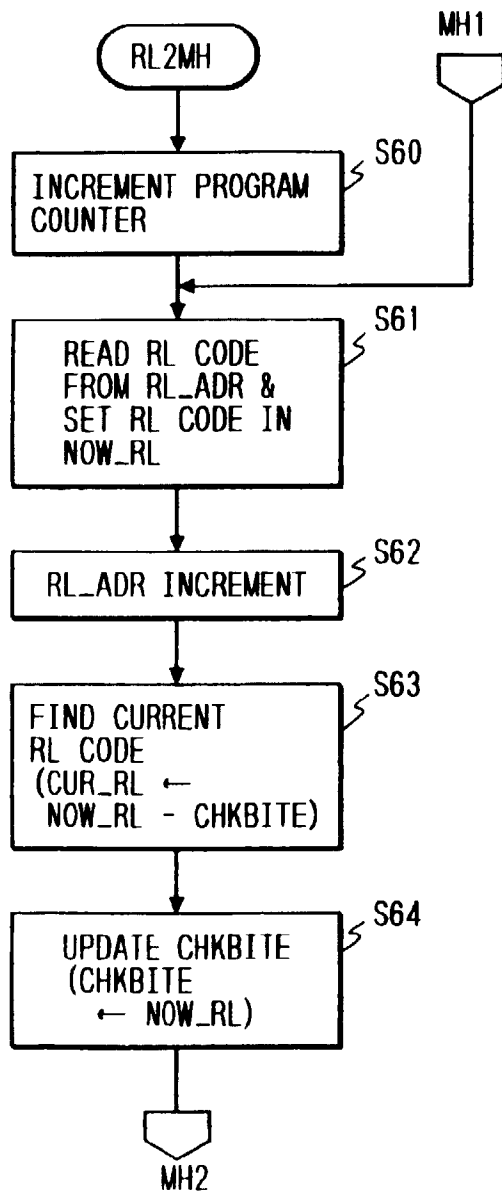 RL2MH
MH1
S60
INCREMENT PROGRAM
COUNTER
S61
READ RL CODE
FROM RL_ADR &
SET RL CODE IN
NOW_RL
S62
RL_ADR INCREMENT
S63
FIND CURRENT
RL CODE
(CUR_RL ←
NOW_RL - CHKBITE)
S64
UPDATE CHKBITE
(CHKBITE
← NOW_RL)
MH2